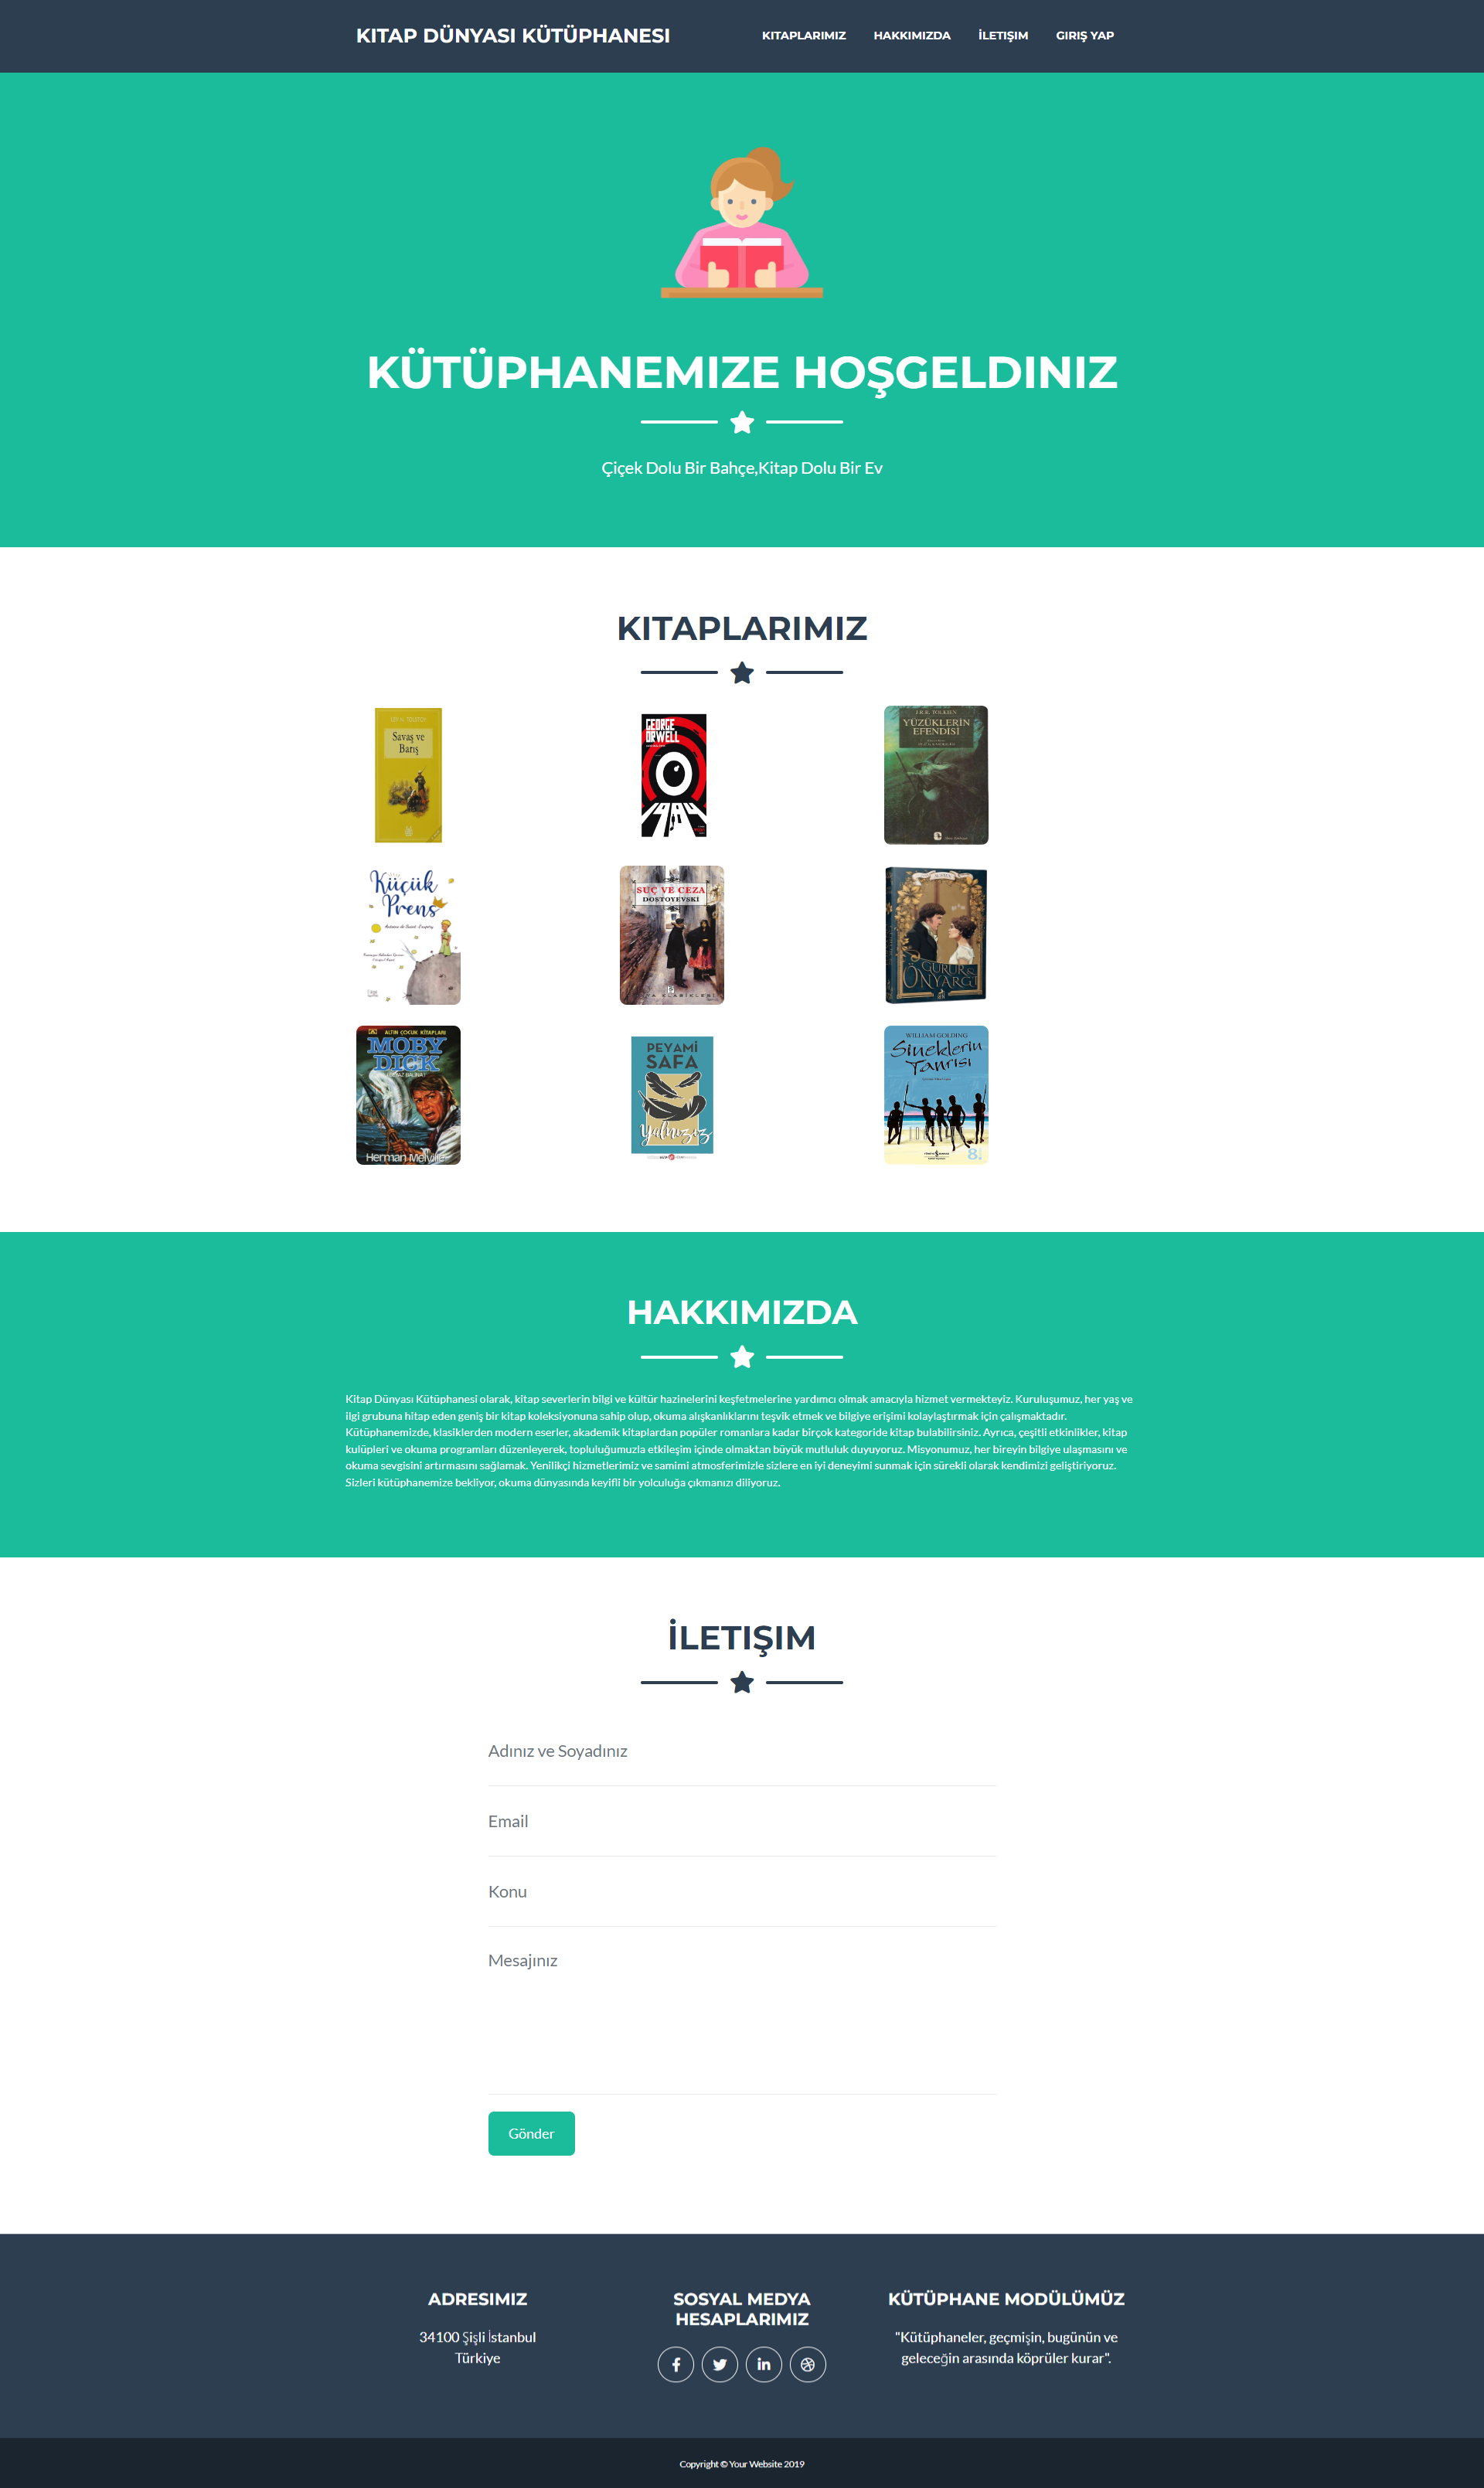 KITAP DÜNYASI KÜTÜPHANESI
KITAPLARIMIZ HAKKIMIZDA İLETIŞIM GIRIŞ YAP
KÜTÜPHANEMIZE HOŞGELDINIZ
Çiçek Dolu Bir Bahçe,Kitap Dolu Bir Ev
KITAPLARIMIZ
Savaş ve
Barış
GEORGE
ORWELL
1984
J.R.R. TOLKIEN
YÜZÜKLERİN
EFENDİSİ
Küçük
Prens
SUÇ VE CEZA
DOSTOYEVSKİ
GURUR &
ÖNYARGI
ALTIN ÇOCUK KİTAPLARI
MOBY
DICK
Herman Melville
PEYAMİ
SAFA
Yalnızız
WILLIAM GOLDING
Sineklerin
Tanrısı
HAKKIMIZDA
Kitap Dünyası Kütüphanesi olarak, kitap severlerin bilgi ve kültür hazinelerini keşfetmelerine yardımcı olmak amacıyla hizmet vermekteyiz. Kuruluşumuz, her yaş ve
ilgi grubuna hitap eden geniş bir kitap koleksiyonuna sahip olup, okuma alışkanlıklarını teşvik etmek ve bilgiye erişimi kolaylaştırmak için çalışmaktadır.
Kütüphanemizde, klasiklerden modern eserler, akademik kitaplardan popüler romanlara kadar birçok kategoride kitap bulabilirsiniz. Ayrıca, çeşitli etkinlikler, kitap
kulüpleri ve okuma programları düzenleyerek, topluluğumuzla etkileşim içinde olmaktan büyük mutluluk duyuyoruz. Misyonumuz, her bireyin bilgiye ulaşmasını ve
okuma sevgisini artırmasını sağlamak. Yenilikçi hizmetlerimiz ve samimi atmosferimizle sizlere en iyi deneyimi sunmak için sürekli olarak kendimizi geliştiriyoruz.
Sizleri kütüphanemize bekliyor, okuma dünyasında keyifli bir yolculuğa çıkmanızı diliyoruz.
İLETIŞIM
Adınız ve Soyadınız
Email
Konu
Mesajınız
Gönder
ADRESIMIZ
34100 Şişli İstanbul
Türkiye
SOSYAL MEDYA
HESAPLARIMIZ
KÜTÜPHANE MODÜLÜMÜZ
"Kütüphaneler, geçmişin, bugünün ve
geleceğin arasında köprüler kurar".
Copyright © Your Website 2019